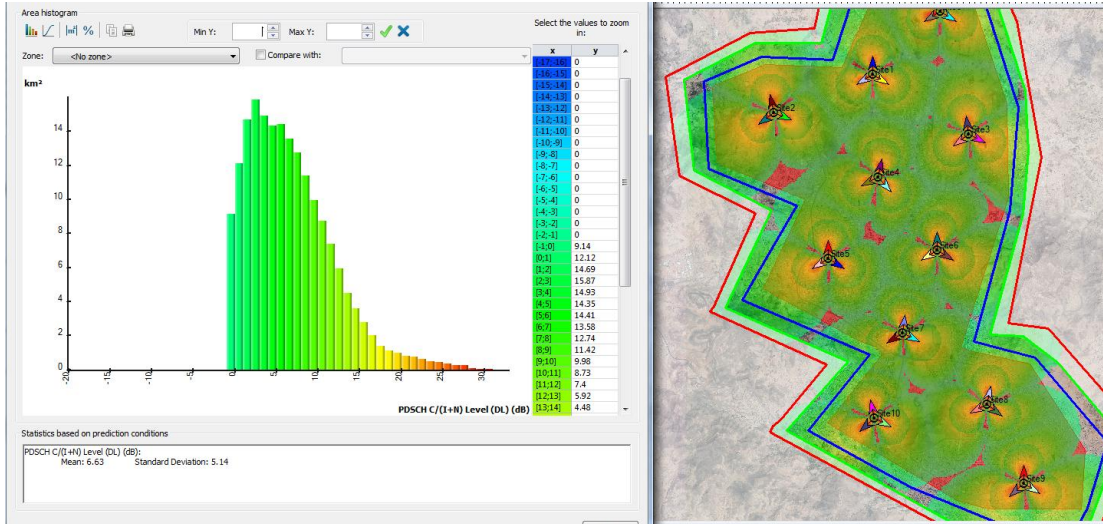 Area histogram
Min Y:
Max Y:
Select the values to zoom in:
Zone:
<No zone>
Compare with:
km²
14
12
10
8
6
4
2
0
-20
-15
-10
-5
0
5
10
15
20
25
30
PDSCH C/(I+N) Level (DL) (dB)
x y
[-17;-16] 0
[-16;-15] 0
[-15;-14] 0
[-14;-13] 0
[-13;-12] 0
[-12;-11] 0
[-11;-10] 0
[-10;-9] 0
[-9;-8] 0
[-8;-7] 0
[-7;-6] 0
[-6;-5] 0
[-5;-4] 0
[-4;-3] 0
[-3;-2] 0
[-2;-1] 0
[-1;0] 9.14
[0;1] 12.12
[1;2] 14.69
[2;3] 15.87
[3;4] 14.93
[4;5] 14.35
[5;6] 14.41
[6;7] 13.58
[7;8] 12.74
[8;9] 11.42
[9;10] 9.98
[10;11] 8.73
[11;12] 7.4
[12;13] 5.92
[13;14] 4.48
Statistics based on prediction conditions
PDSCH C/(I+N) Level (DL) (dB):
Mean: 6.63 Standard Deviation: 5.14
Site1
Site2
Site3
Site4
Site5
Site6
Site7
Site8
Site10
Site9